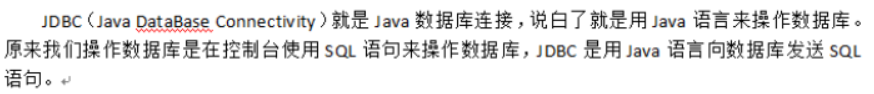 JDBC（Java DataBase Connectivity）就是 Java 数据库连接，说白了就是用 Java 语言来操作数据库。
原来我们操作数据库是在控制台使用 SQL 语句来操作数据库，JDBC 是用 Java 语言向数据库发送 SQL
语句。